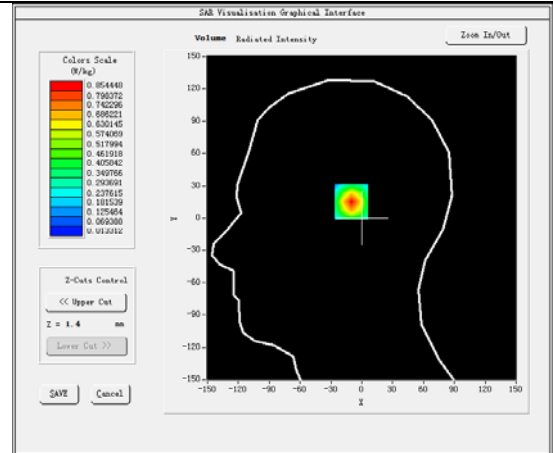 SAR Visualisation Graphical Interface
Volume Radiated Intensity
Zoom In/Out
Colors Scale
(W/kg)
0.854448
0.798372
0.742296
0.686221
0.630145
0.574069
0.517994
0.461918
0.405842
0.349766
0.293691
0.237615
0.181539
0.125464
0.069388
0.013312
Z-Cuts Control
<< Upper Cut
Z = 1.4 mm
Lower Cut >>
SAVE Cancel
150
120
90
60
30
0
-30
-60
-90
-120
-150
Y
-150 -120 -90 -60 -30 0 30 60 90 120 150
X